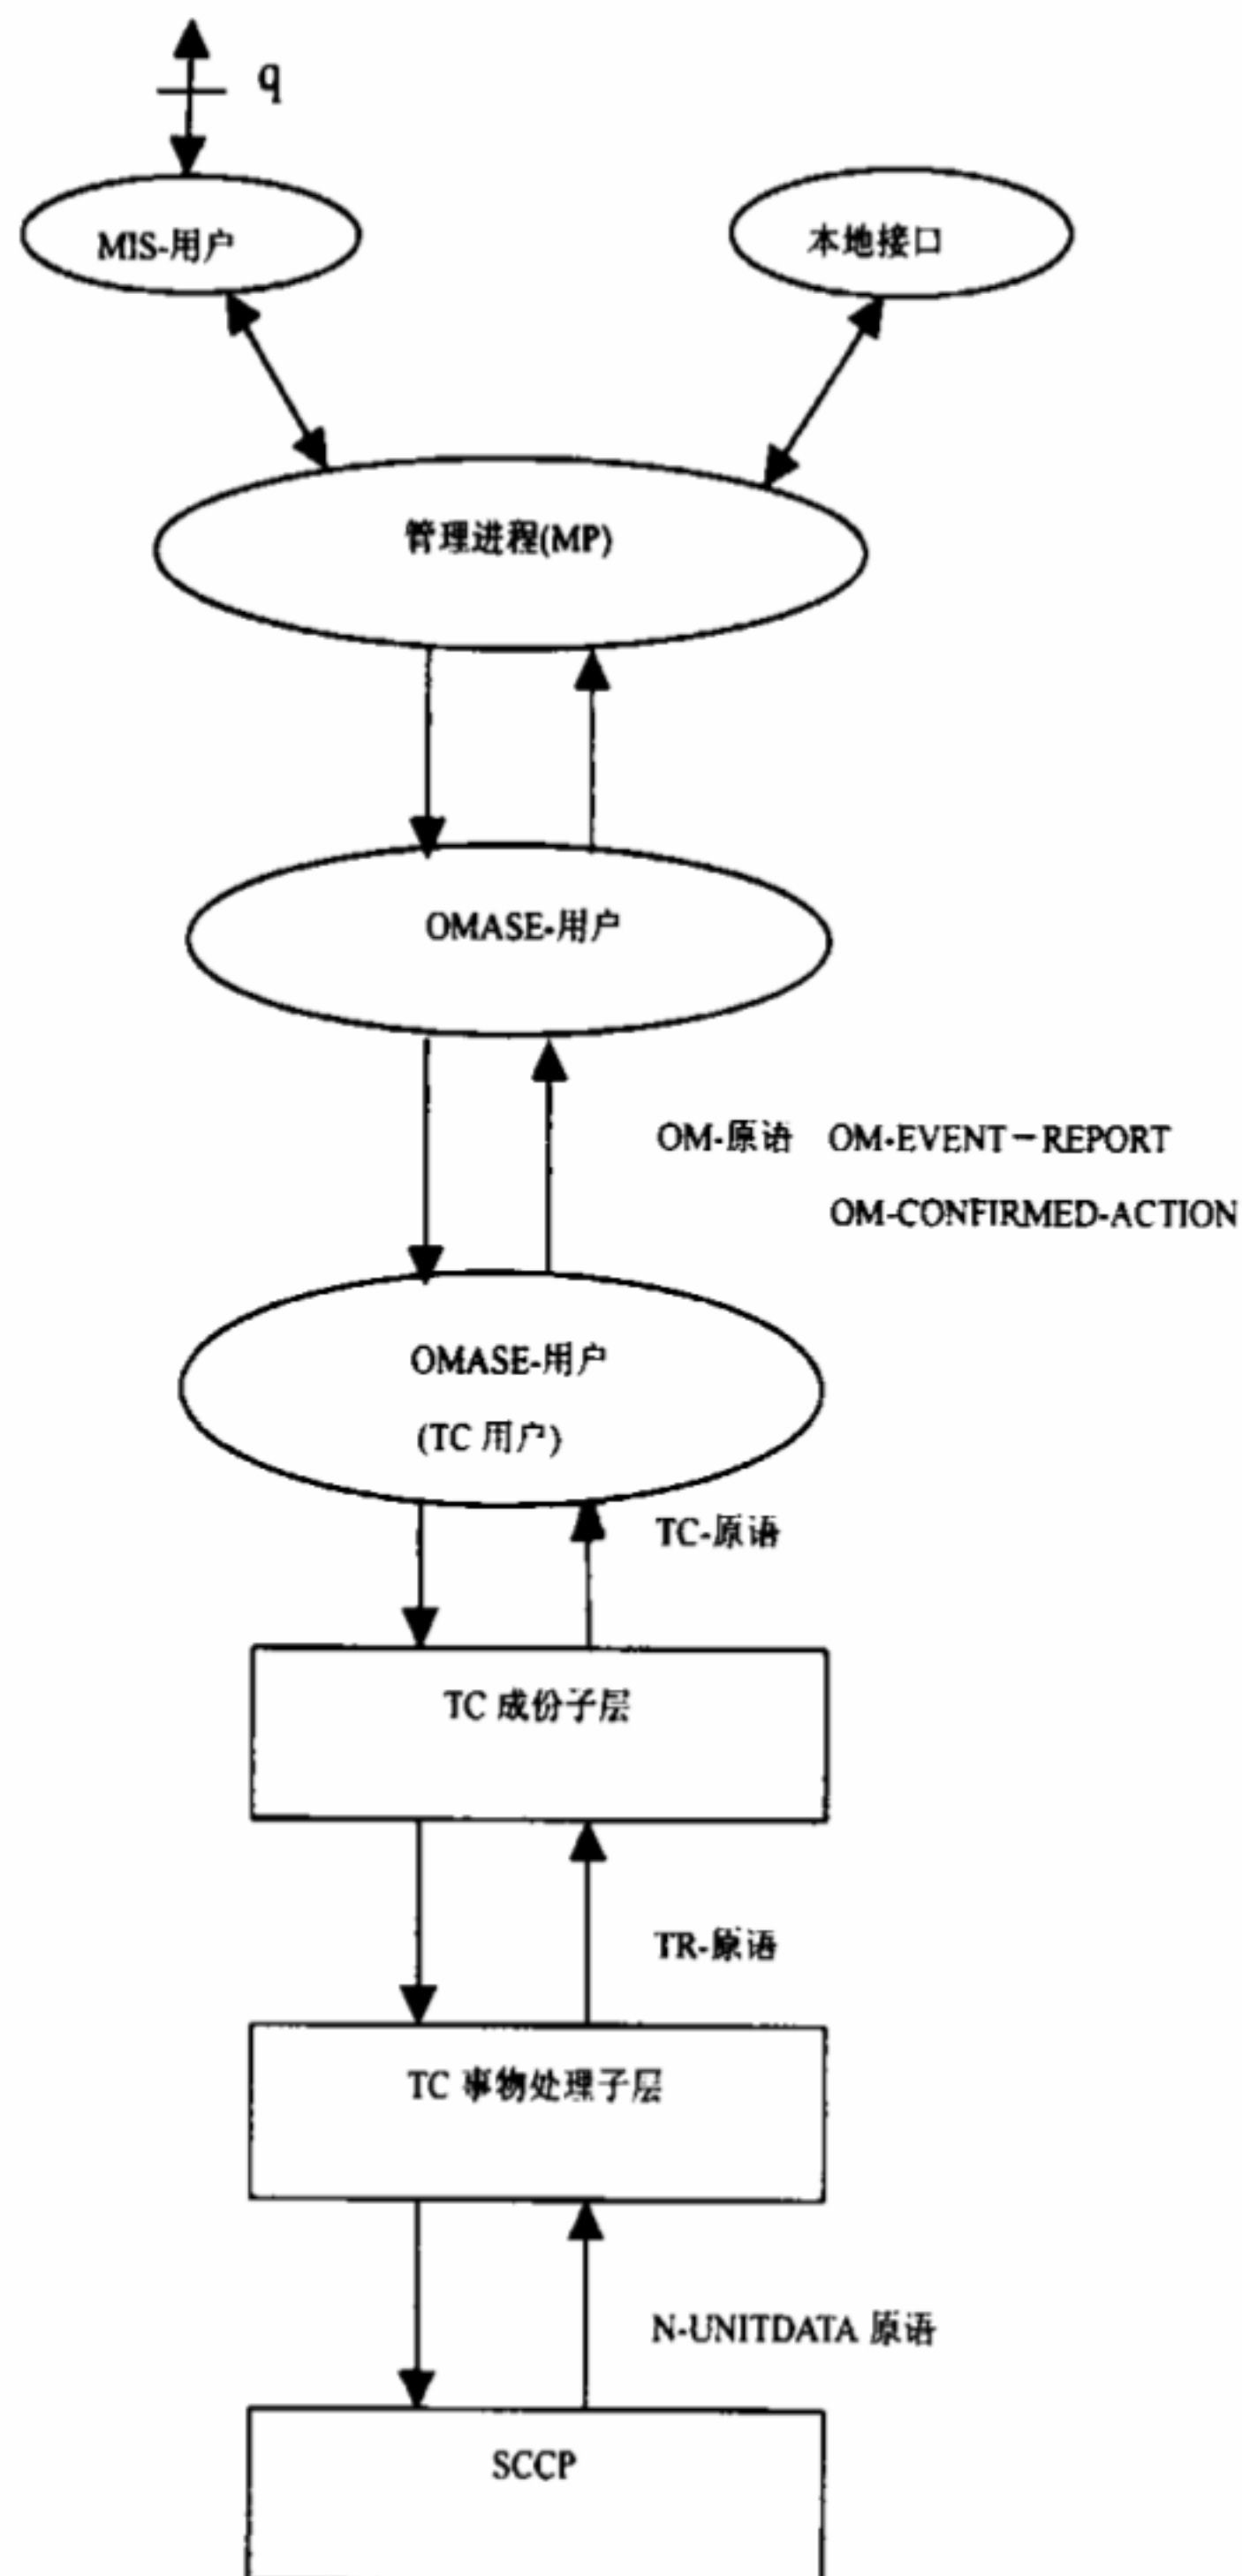 q
MIS-用户
本地接口
管理进程(MP)
OMASE-用户
OM-原语 OM-EVENT－REPORT
OM-CONFIRMED-ACTION
OMASE-用户
(TC 用户)
TC-原语
TC 成份子层
TR-原语
TC 事物处理子层
N-UNITDATA 原语
SCCP